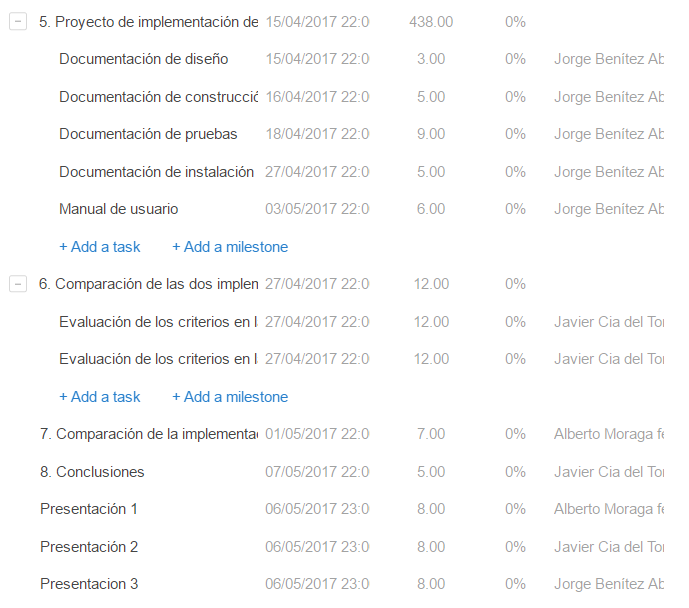 5. Proyecto de implementación de 15/04/2017 22:0 438.00 0%
Documentación de diseño 15/04/2017 22:0 3.00 0% Jorge Benítez Ab
Documentación de construcció 16/04/2017 22:0 5.00 0% Jorge Benítez Ab
Documentación de pruebas 18/04/2017 22:0 9.00 0% Jorge Benítez Ab
Documentación de instalación 27/04/2017 22:0 5.00 0% Jorge Benítez Ab
Manual de usuario 03/05/2017 22:0 6.00 0% Jorge Benítez Ab
+ Add a task + Add a milestone
6. Comparación de las dos implem 27/04/2017 22:0 12.00 0%
Evaluación de los criterios en l 27/04/2017 22:0 12.00 0% Javier Cia del Tor
Evaluación de los criterios en l 27/04/2017 22:0 12.00 0% Javier Cia del Tor
+ Add a task + Add a milestone
7. Comparación de la implementa 01/05/2017 22:0 7.00 0% Alberto Moraga fe
8. Conclusiones 07/05/2017 22:0 5.00 0% Javier Cia del Tor
Presentación 1 06/05/2017 23:0 8.00 0% Alberto Moraga fe
Presentación 2 06/05/2017 23:0 8.00 0% Javier Cia del Tor
Presentacion 3 06/05/2017 23:0 8.00 0% Jorge Benítez Ab